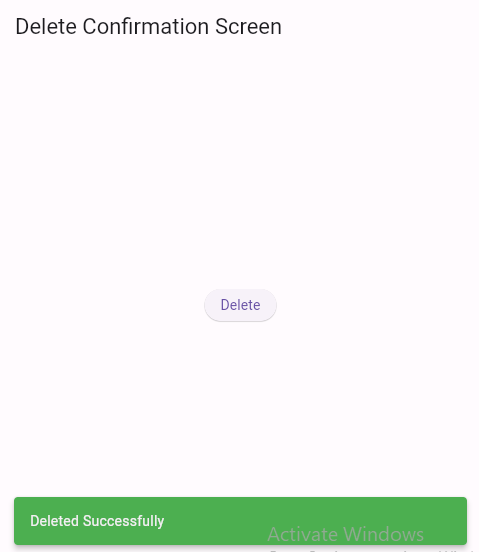 Delete Confirmation Screen
Delete
Deleted Successfully
Activate Windows